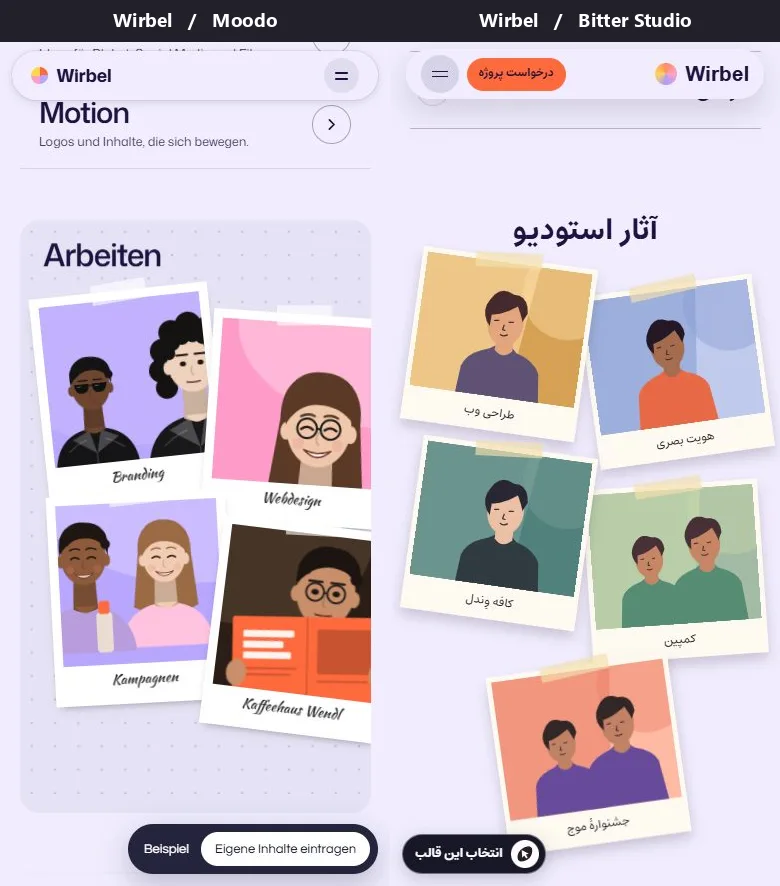 Wirbel / Moodo
Wirbel
Motion
Logos und Inhalte, die sich bewegen.
Arbeiten
Branding
Webdesign
Kampagnen
Kaffeehaus Wendl
Beispiel
Eigene Inhalte eintragen
Wirbel / Bitter Studio
درخواست پروژه
Wirbel
آثار استودیو
طراحی وب
هویت بصری
کافه وِندل
کمپین
جشنوارهٔ موج
انتخاب این قالب